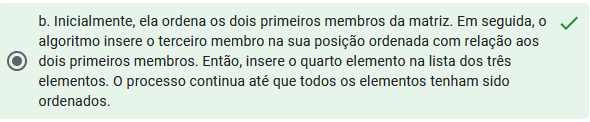 b. Inicialmente, ela ordena os dois primeiros membros da matriz. Em seguida, o
algoritmo insere o terceiro membro na sua posição ordenada com relação aos
dois primeiros membros. Então, insere o quarto elemento na lista dos três
elementos. O processo continua até que todos os elementos tenham sido
ordenados.